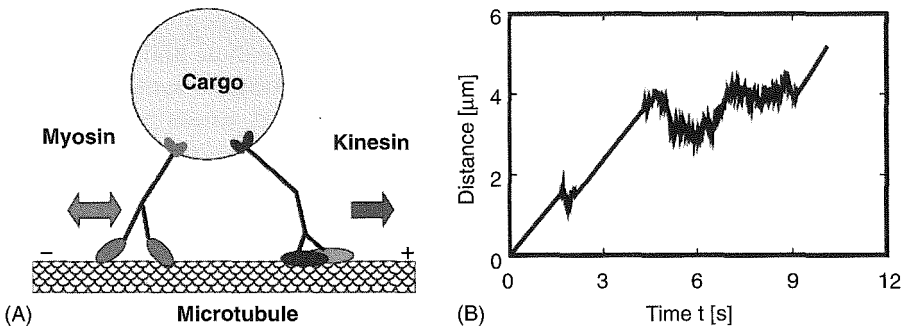 Cargo
Myosin
Kinesin
−
+
Microtubule
(A)
6
4
2
0
Distance [µm]
0
3
6
9
12
Time t [s]
(B)